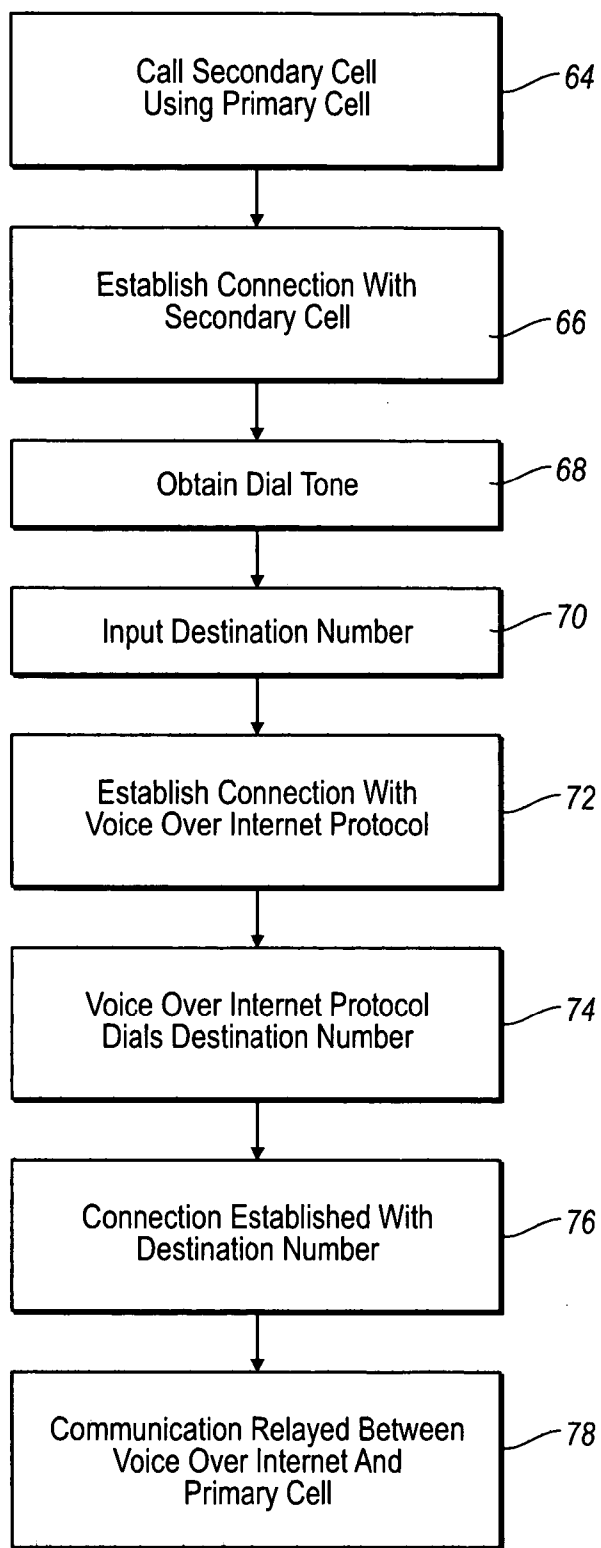 Call Secondary Cell
Using Primary Cell
64
Establish Connection With
Secondary Cell
66
Obtain Dial Tone
68
Input Destination Number
70
Establish Connection With
Voice Over Internet Protocol
72
Voice Over Internet Protocol
Dials Destination Number
74
Connection Established With
Destination Number
76
Communication Relayed Between
Voice Over Internet And
Primary Cell
78